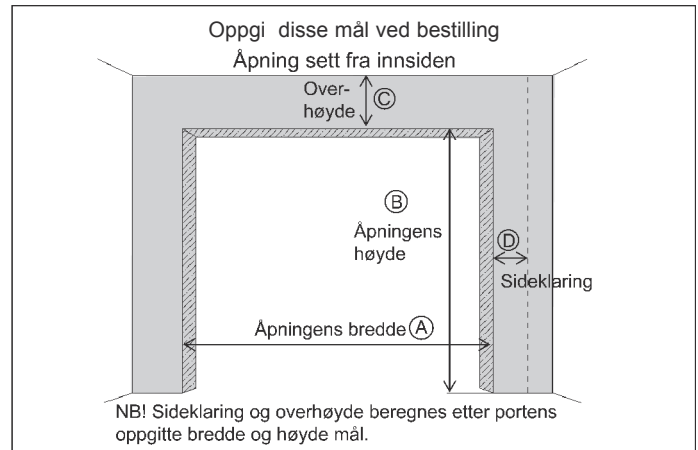 Oppgi disse mål ved bestilling
Åpning sett fra innsiden
Over-
høyde
C
B
Åpningens
høyde
D
Sideklaring
Åpningens bredde A
NB! Sideklaring og overhøyde beregnes etter portens
oppgitte bredde og høyde mål.